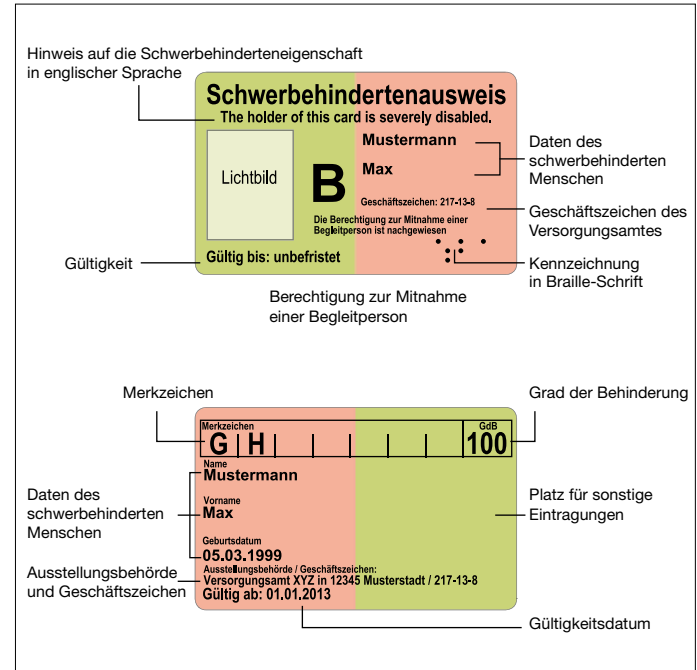 Hinweis auf die Schwerbehinderteneigenschaft
in englischer Sprache
Schwerbehindertenausweis
The holder of this card is severely disabled.
Lichtbild
B
Mustermann
Max
Geschäftszeichen: 217-13-8
Die Berechtigung zur Mitnahme einer
Begleitperson ist nachgewiesen
Gültig bis: unbefristet
Daten des
schwerbehinderten
Menschen
Geschäftszeichen des
Versorgungsamtes
Kennzeichnung
in Braille-Schrift
Gültigkeit
Berechtigung zur Mitnahme
einer Begleitperson
Merkzeichen
Grad der Behinderung
Merkzeichen
GdB
G H 100
Name
Mustermann
Vorname
Max
Geburtsdatum
05.03.1999
Ausstellungsbehörde / Geschäftszeichen:
Versorgungsamt XYZ in 12345 Musterstadt / 217-13-8
Gültig ab: 01.01.2013
Daten des
schwerbehinderten
Menschen
Ausstellungsbehörde
und Geschäftszeichen
Platz für sonstige
Eintragungen
Gültigkeitsdatum